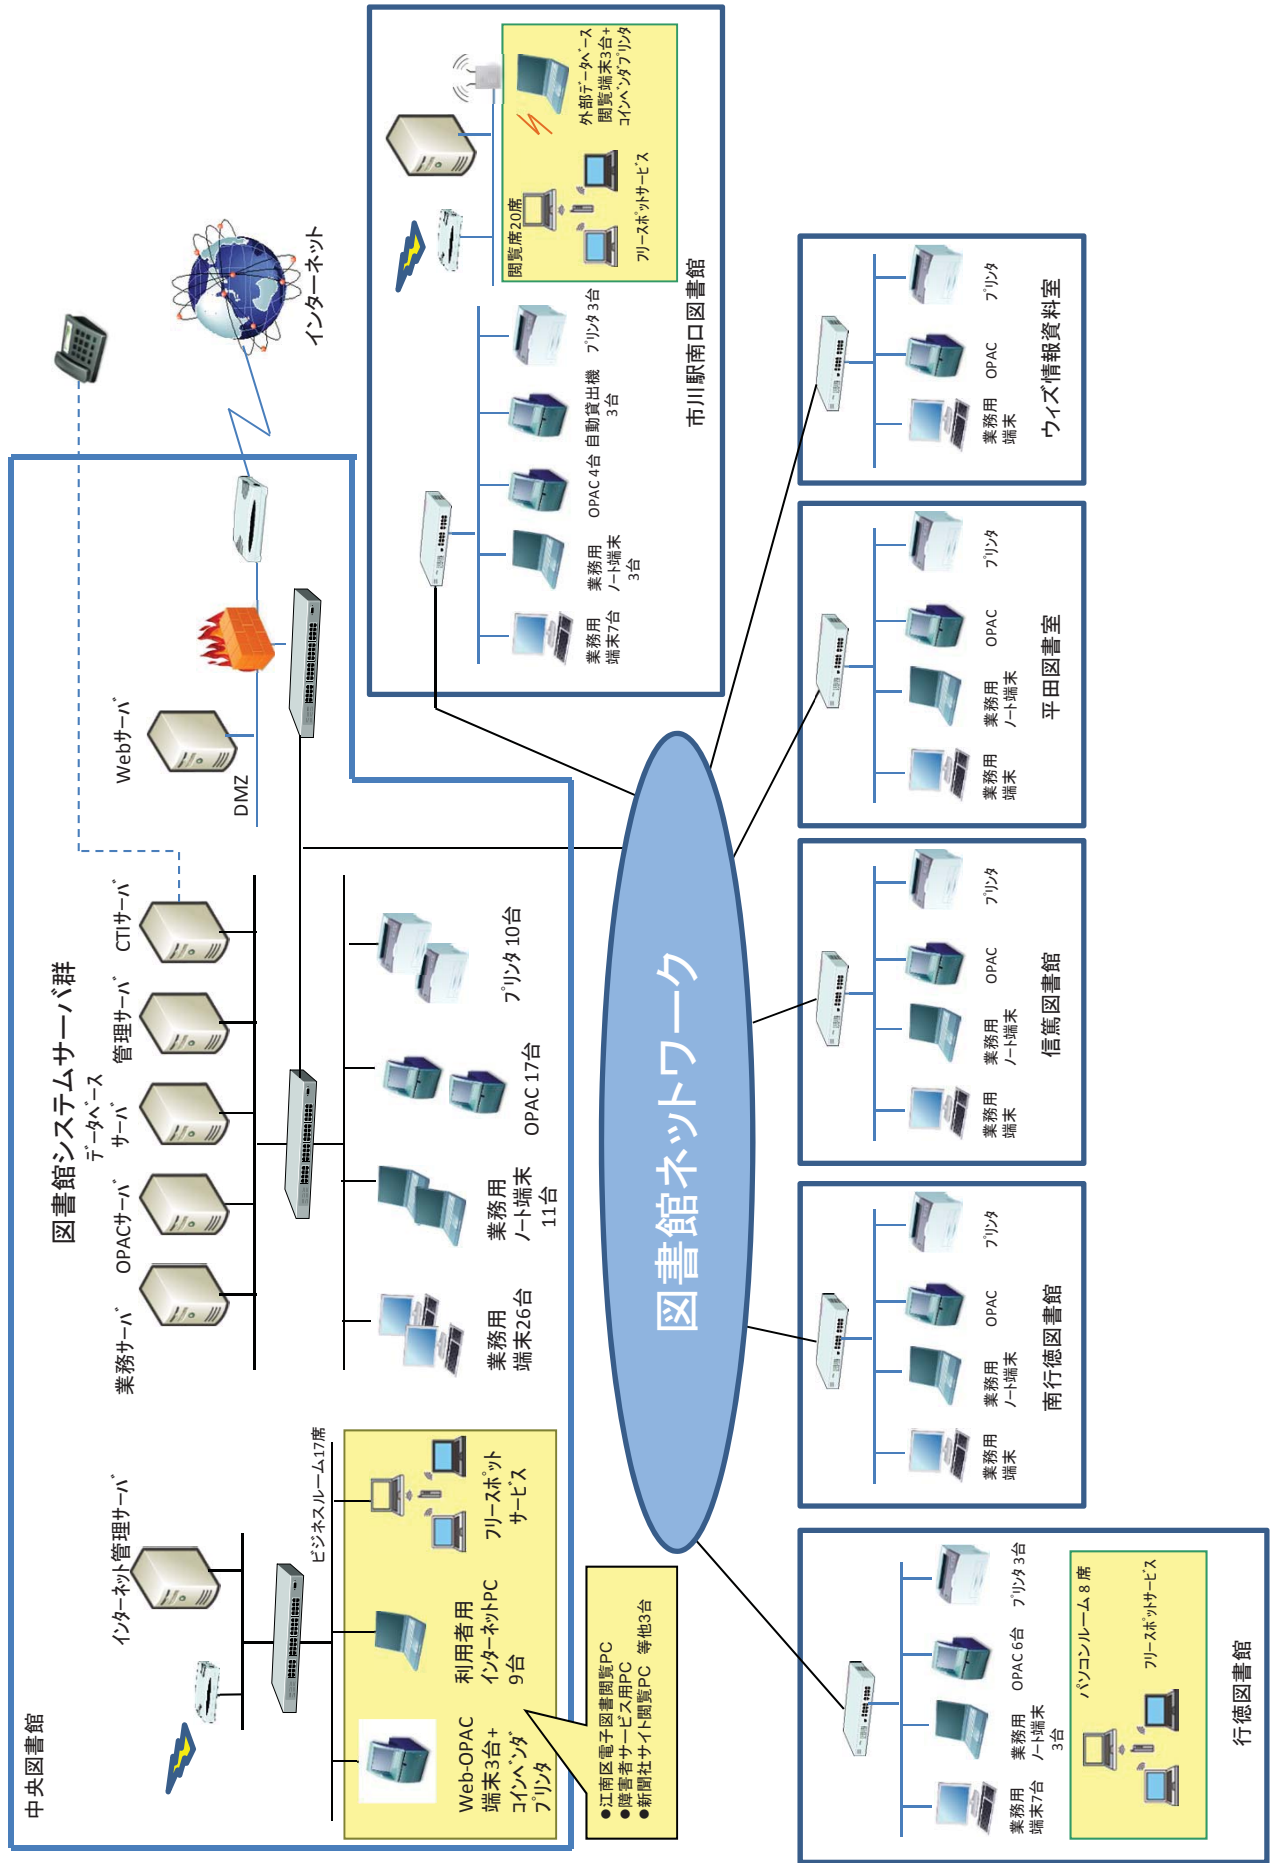 中央図書館
インターネット管理サーバ
ビジネスルーム17席
Web-OPAC
端末3台+
コインベンダ
プリンタ
利用者用
インターネットPC
9台
フリースポット
サービス
●江南区電子図書閲覧PC
●障害者サービス用PC
●新聞社サイト閲覧PC 等他3台
図書館システムサーバ群
業務サーバ
OPACサーバ
データベース
サーバ
管理サーバ
CTIサーバ
業務用
端末26台
業務用
ノート端末
11台
OPAC 17台
プリンタ 10台
Webサーバ
DMZ
インターネット
図書館ネットワーク
市川駅南口図書館
業務用
端末7台
業務用
ノート端末
3台
OPAC 4台
自動貸出機
3台
プリンタ 3台
閲覧席20席
フリースポットサービス
外部データベース
閲覧端末3台+
コインベンダプリンタ
行徳図書館
業務用
端末7台
業務用
ノート端末
3台
OPAC 6台
プリンタ 3台
パソコンルーム 8 席
フリースポットサービス
南行徳図書館
業務用
端末
業務用
ノート端末
OPAC
プリンタ
信篤図書館
業務用
端末
業務用
ノート端末
OPAC
プリンタ
平田図書室
業務用
端末
業務用
ノート端末
OPAC
プリンタ
ウィズ情報資料室
業務用
端末
OPAC
プリンタ